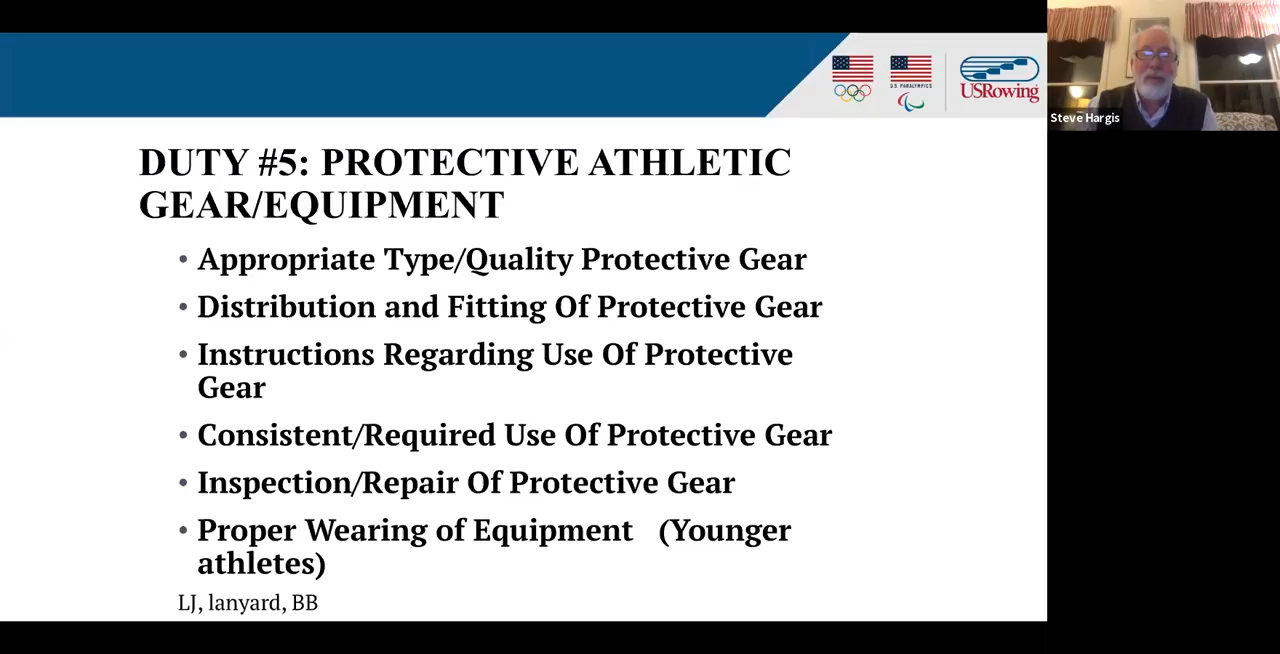 U.S. PARALYMPICS
USRowing
Steve Hargis
DUTY #5: PROTECTIVE ATHLETIC
GEAR/EQUIPMENT
• Appropriate Type/Quality Protective Gear
• Distribution and Fitting Of Protective Gear
• Instructions Regarding Use Of Protective
Gear
• Consistent/Required Use Of Protective Gear
• Inspection/Repair Of Protective Gear
• Proper Wearing of Equipment (Younger
athletes)
LJ, lanyard, BB